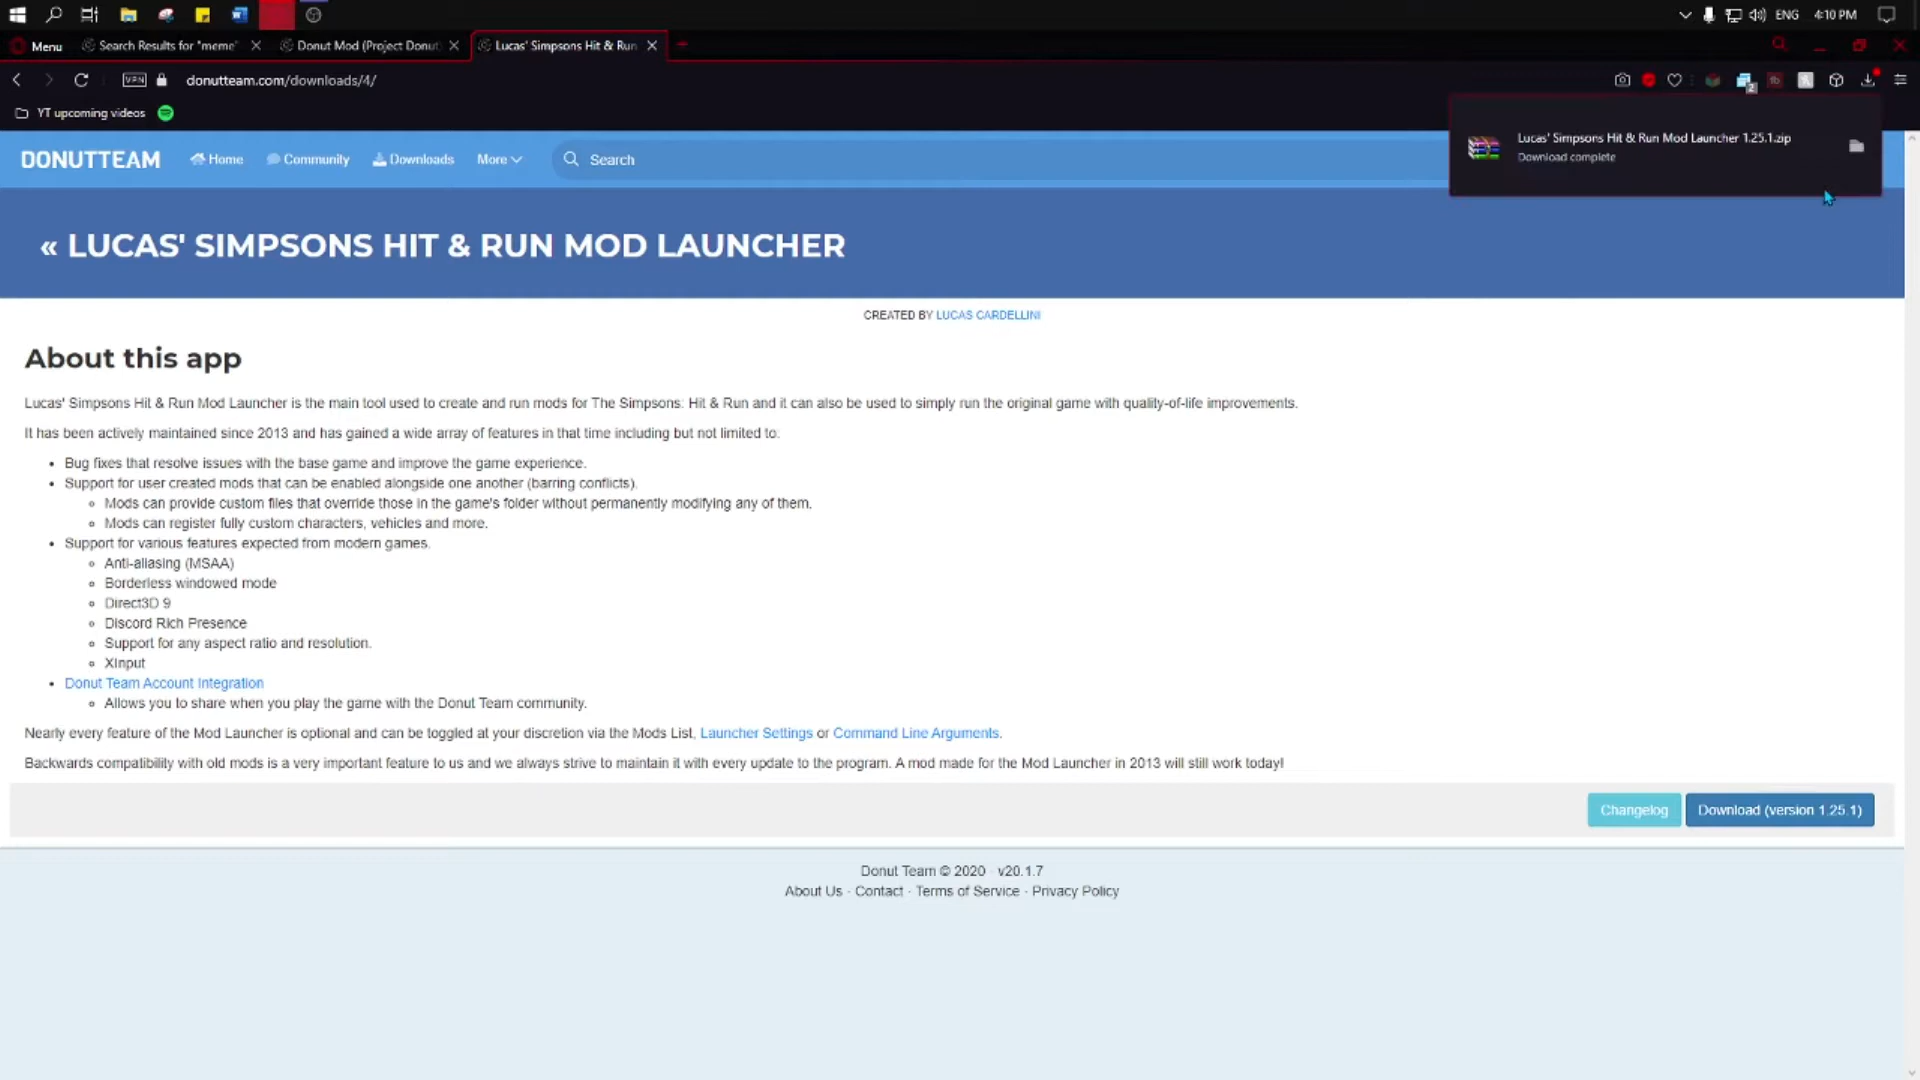 ENG 4:10 PM
Menu Search Results for "meme" Donut Mod (Project Donut Lucas' Simpsons Hit & Run
VPN donutteam.com/downloads/4/
2
YT upcoming videos
Lucas' Simpsons Hit & Run Mod Launcher 1.25.1.zip
Download complete
DONUTTEAM Home Community Downloads More Search
« LUCAS' SIMPSONS HIT & RUN MOD LAUNCHER
CREATED BY LUCAS CARDELLINI
About this app
Lucas' Simpsons Hit & Run Mod Launcher is the main tool used to create and run mods for The Simpsons: Hit & Run and it can also be used to simply run the original game with quality-of-life improvements.
It has been actively maintained since 2013 and has gained a wide array of features in that time including but not limited to:
• Bug fixes that resolve issues with the base game and improve the game experience.
• Support for user created mods that can be enabled alongside one another (barring conflicts).
Mods can provide custom files that override those in the game's folder without permanently modifying any of them.
Mods can register fully custom characters, vehicles and more.
• Support for various features expected from modern games.
Anti-aliasing (MSAA)
Borderless windowed mode
Direct3D 9
Discord Rich Presence
Support for any aspect ratio and resolution.
XInput
• Donut Team Account Integration
Allows you to share when you play the game with the Donut Team community.
Nearly every feature of the Mod Launcher is optional and can be toggled at your discretion via the Mods List, Launcher Settings or Command Line Arguments.
Backwards compatibility with old mods is a very important feature to us and we always strive to maintain it with every update to the program. A mod made for the Mod Launcher in 2013 will still work today!
Changelog Download (version 1.25.1)
Donut Team © 2020 · v20.1.7
About Us · Contact · Terms of Service · Privacy Policy